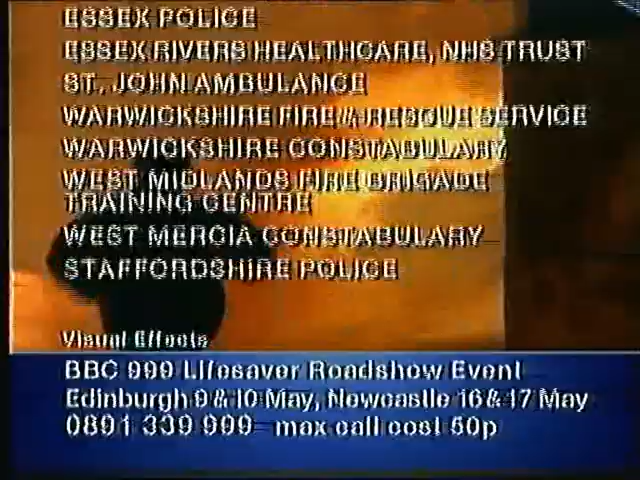 ESSEX POLICE
ESSEX RIVERS HEALTHCARE, NHS TRUST
ST. JOHN AMBULANCE
WARWICKSHIRE FIRE & RESCUE SERVICE
WARWICKSHIRE CONSTABULARY
WEST MIDLANDS FIRE BRIGADE
TRAINING CENTRE
WEST MERCIA CONSTABULARY
STAFFORDSHIRE POLICE
Visual Effects
BBC 999 Lifesaver Roadshow Event
Edinburgh 9 & 10 May, Newcastle 16 & 17 May
0891 339 999 max call cost 50p